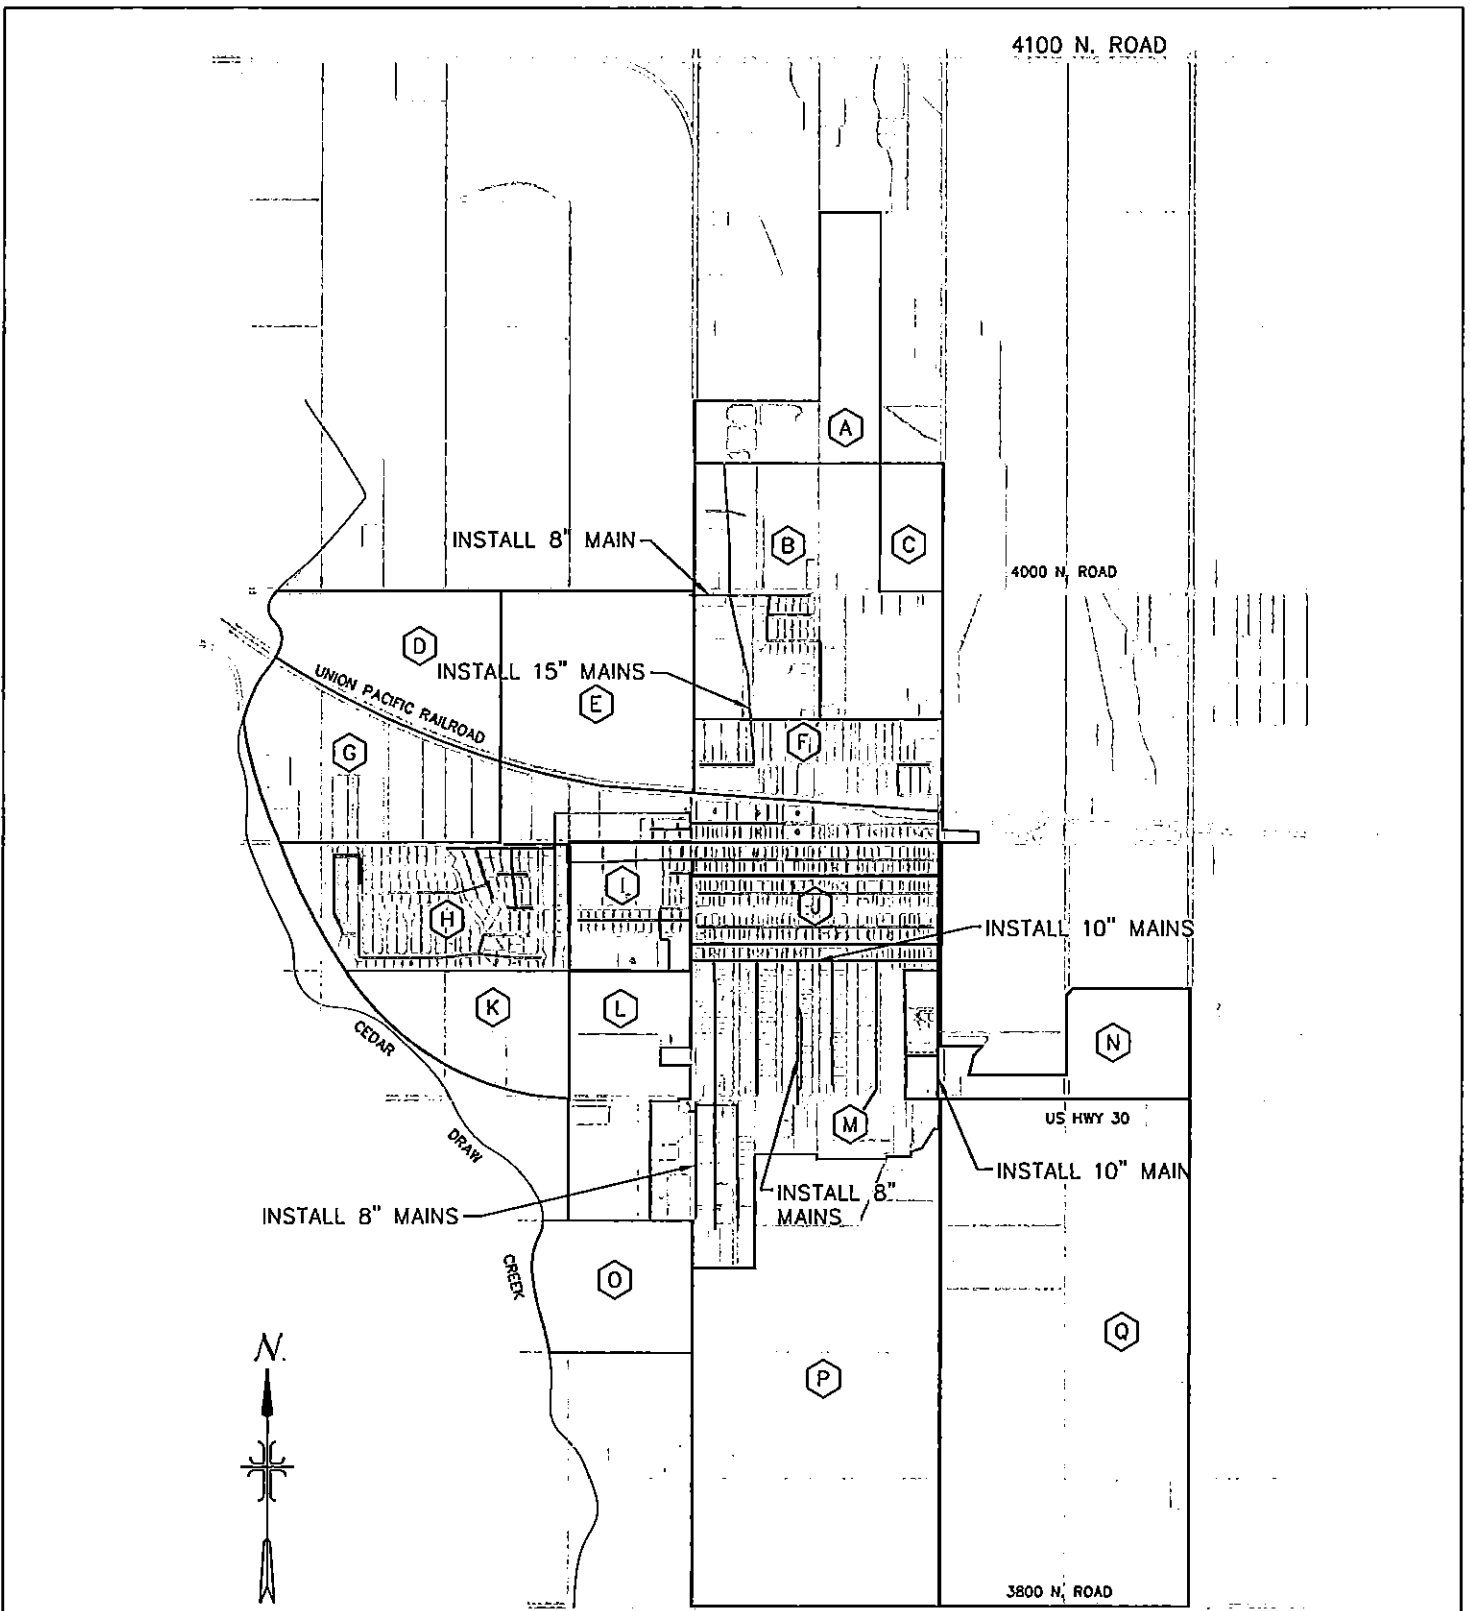 4100 N. ROAD
A
INSTALL 8" MAIN
B
C
4000 N. ROAD
D
INSTALL 15" MAINS
UNION PACIFIC RAILROAD
E
F
G
I
H
J
INSTALL 10" MAINS
K
L
CEDAR
N
M
US HWY 30
DRAW
INSTALL 10" MAIN
INSTALL 8"
MAINS
INSTALL 8" MAINS
CREEK
O
Q
N.
P
3800 N. ROAD